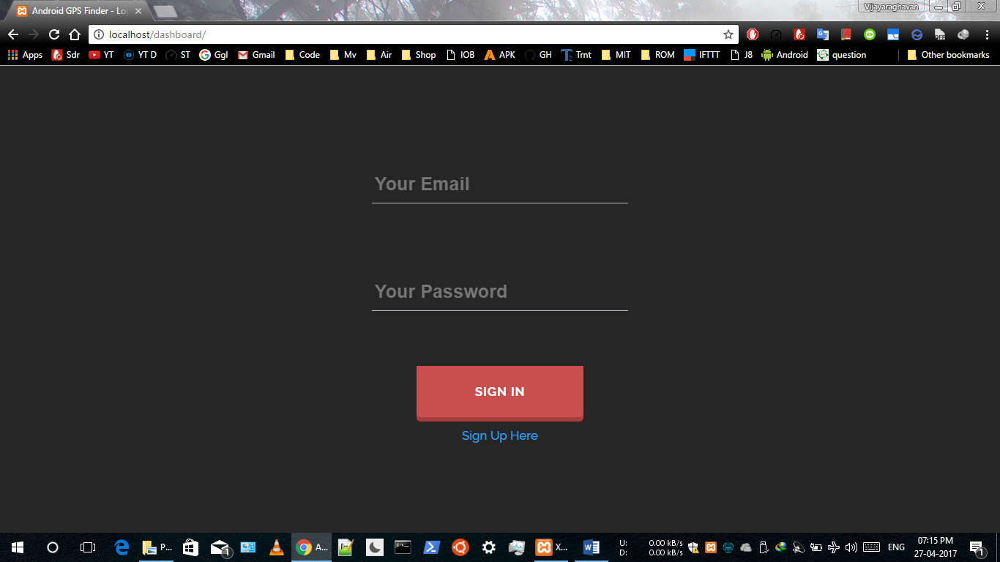 Android GPS Finder - Lo
Vijayaraghavan
localhost/dashboard/
Apps Sdr YT YT D ST Ggl Gmail Code Mv Air Shop IOB APK GH Trnt MIT ROM IFTTT J8 Android question Other bookmarks
Your Email
Your Password
SIGN IN
Sign Up Here
P... A... X... U: 0.00 kB/s
D: 0.00 kB/s
ENG
07:15 PM
27-04-2017
1
1